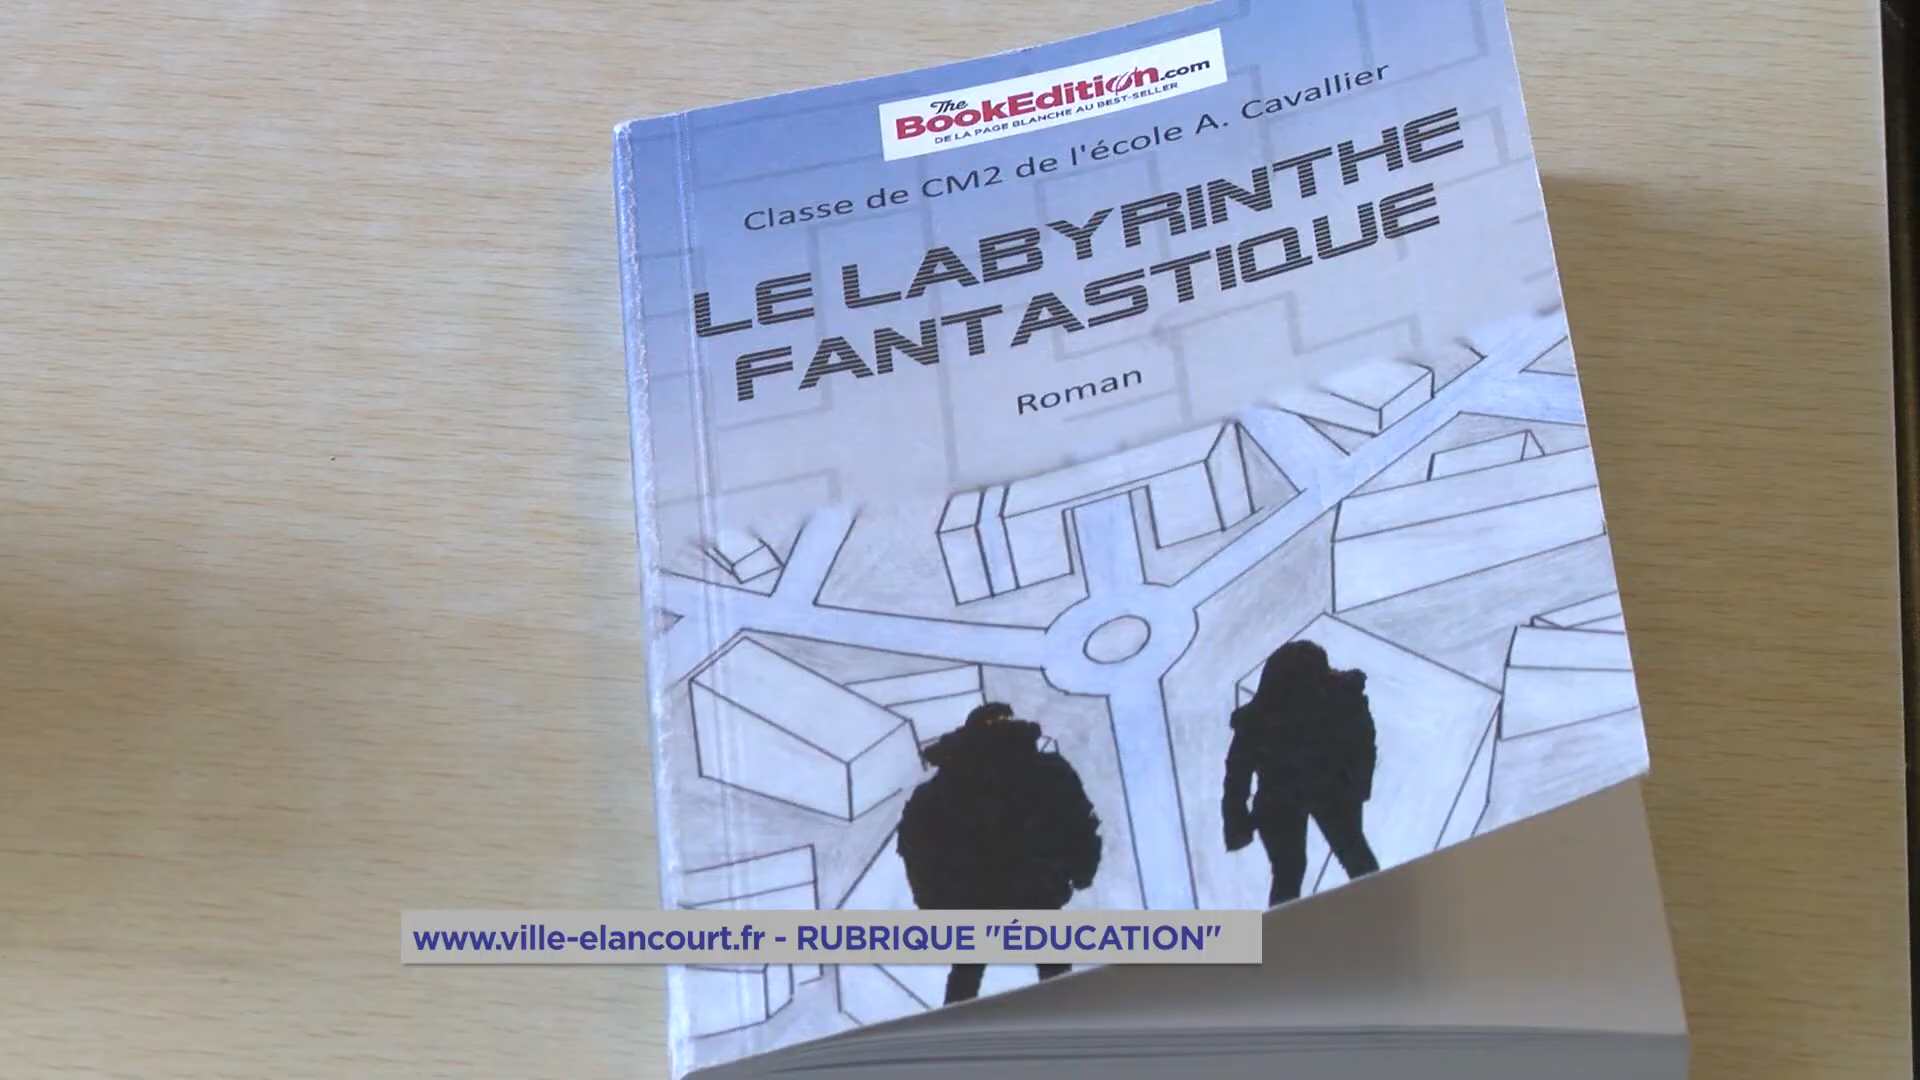 The
BookEdition.com
DE LA PAGE BLANCHE AU BEST-SELLER
Classe de CM2 de l'école A. Cavallier
LE LABYRINTHE
FANTASTIQUE
Roman
www.ville-elancourt.fr - RUBRIQUE "ÉDUCATION"